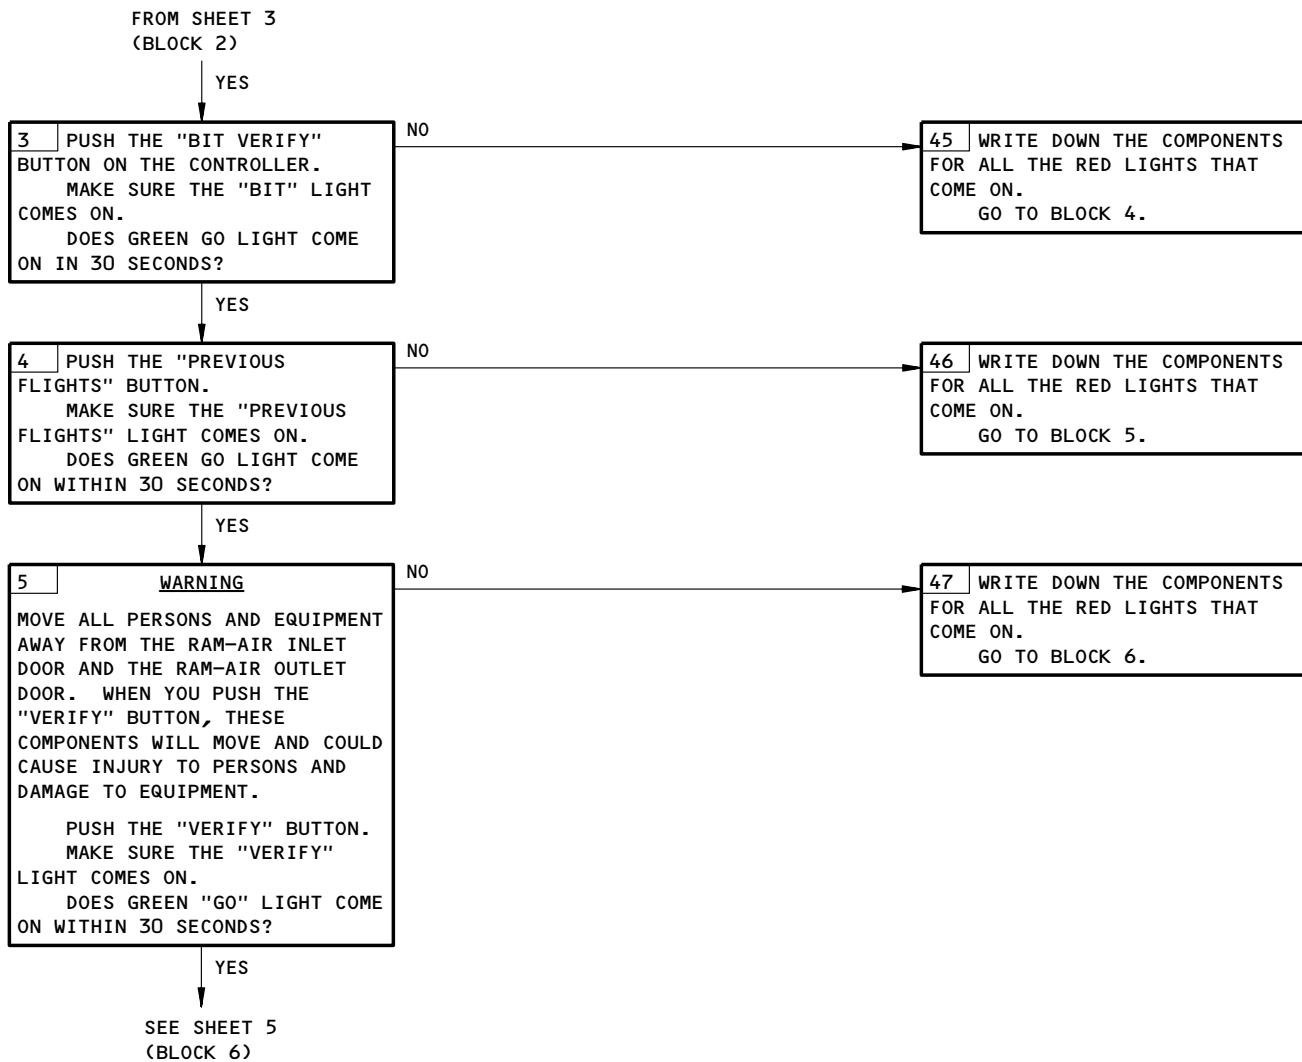 FROM SHEET 3
(BLOCK 2)
YES
3 PUSH THE "BIT VERIFY"
BUTTON ON THE CONTROLLER.
MAKE SURE THE "BIT" LIGHT
COMES ON.
DOES GREEN GO LIGHT COME
ON IN 30 SECONDS?
NO
45 WRITE DOWN THE COMPONENTS
FOR ALL THE RED LIGHTS THAT
COME ON.
GO TO BLOCK 4.
YES
4 PUSH THE "PREVIOUS
FLIGHTS" BUTTON.
MAKE SURE THE "PREVIOUS
FLIGHTS" LIGHT COMES ON.
DOES GREEN GO LIGHT COME
ON WITHIN 30 SECONDS?
NO
46 WRITE DOWN THE COMPONENTS
FOR ALL THE RED LIGHTS THAT
COME ON.
GO TO BLOCK 5.
YES
5 WARNING
MOVE ALL PERSONS AND EQUIPMENT
AWAY FROM THE RAM-AIR INLET
DOOR AND THE RAM-AIR OUTLET
DOOR. WHEN YOU PUSH THE
"VERIFY" BUTTON, THESE
COMPONENTS WILL MOVE AND COULD
CAUSE INJURY TO PERSONS AND
DAMAGE TO EQUIPMENT.
PUSH THE "VERIFY" BUTTON.
MAKE SURE THE "VERIFY"
LIGHT COMES ON.
DOES GREEN "GO" LIGHT COME
ON WITHIN 30 SECONDS?
NO
47 WRITE DOWN THE COMPONENTS
FOR ALL THE RED LIGHTS THAT
COME ON.
GO TO BLOCK 6.
YES
SEE SHEET 5
(BLOCK 6)